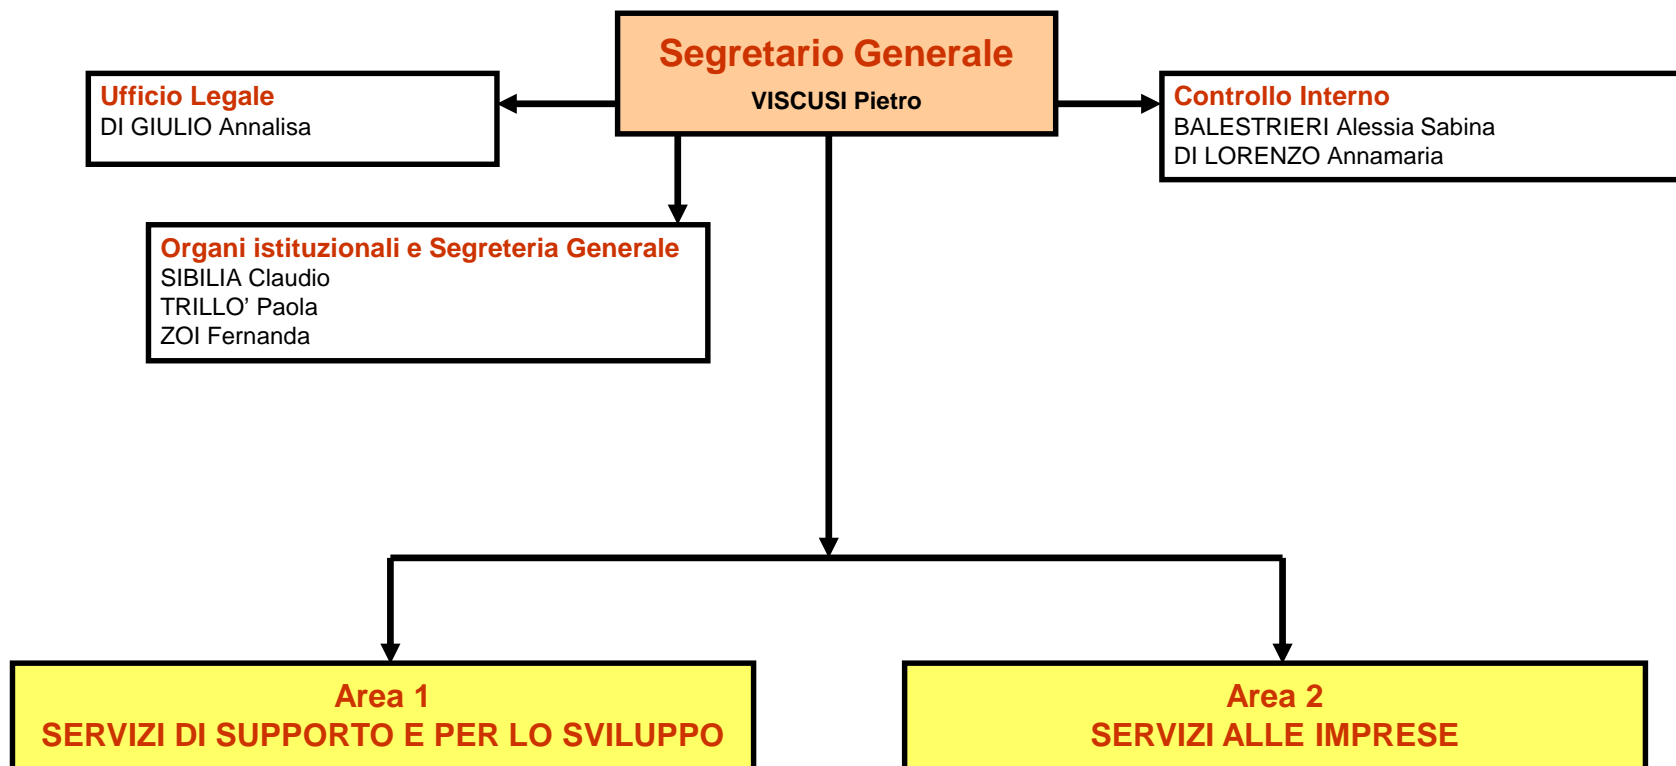 Segretario Generale
VISCUSI Pietro
Ufficio Legale
DI GIULIO Annalisa
Controllo Interno
BALESTRIERI Alessia Sabina
DI LORENZO Annamaria
Organi istituzionali e Segreteria Generale
SIBILIA Claudio
TRILLO’ Paola
ZOI Fernanda
Area 1
SERVIZI DI SUPPORTO E PER LO SVILUPPO
Area 2
SERVIZI ALLE IMPRESE